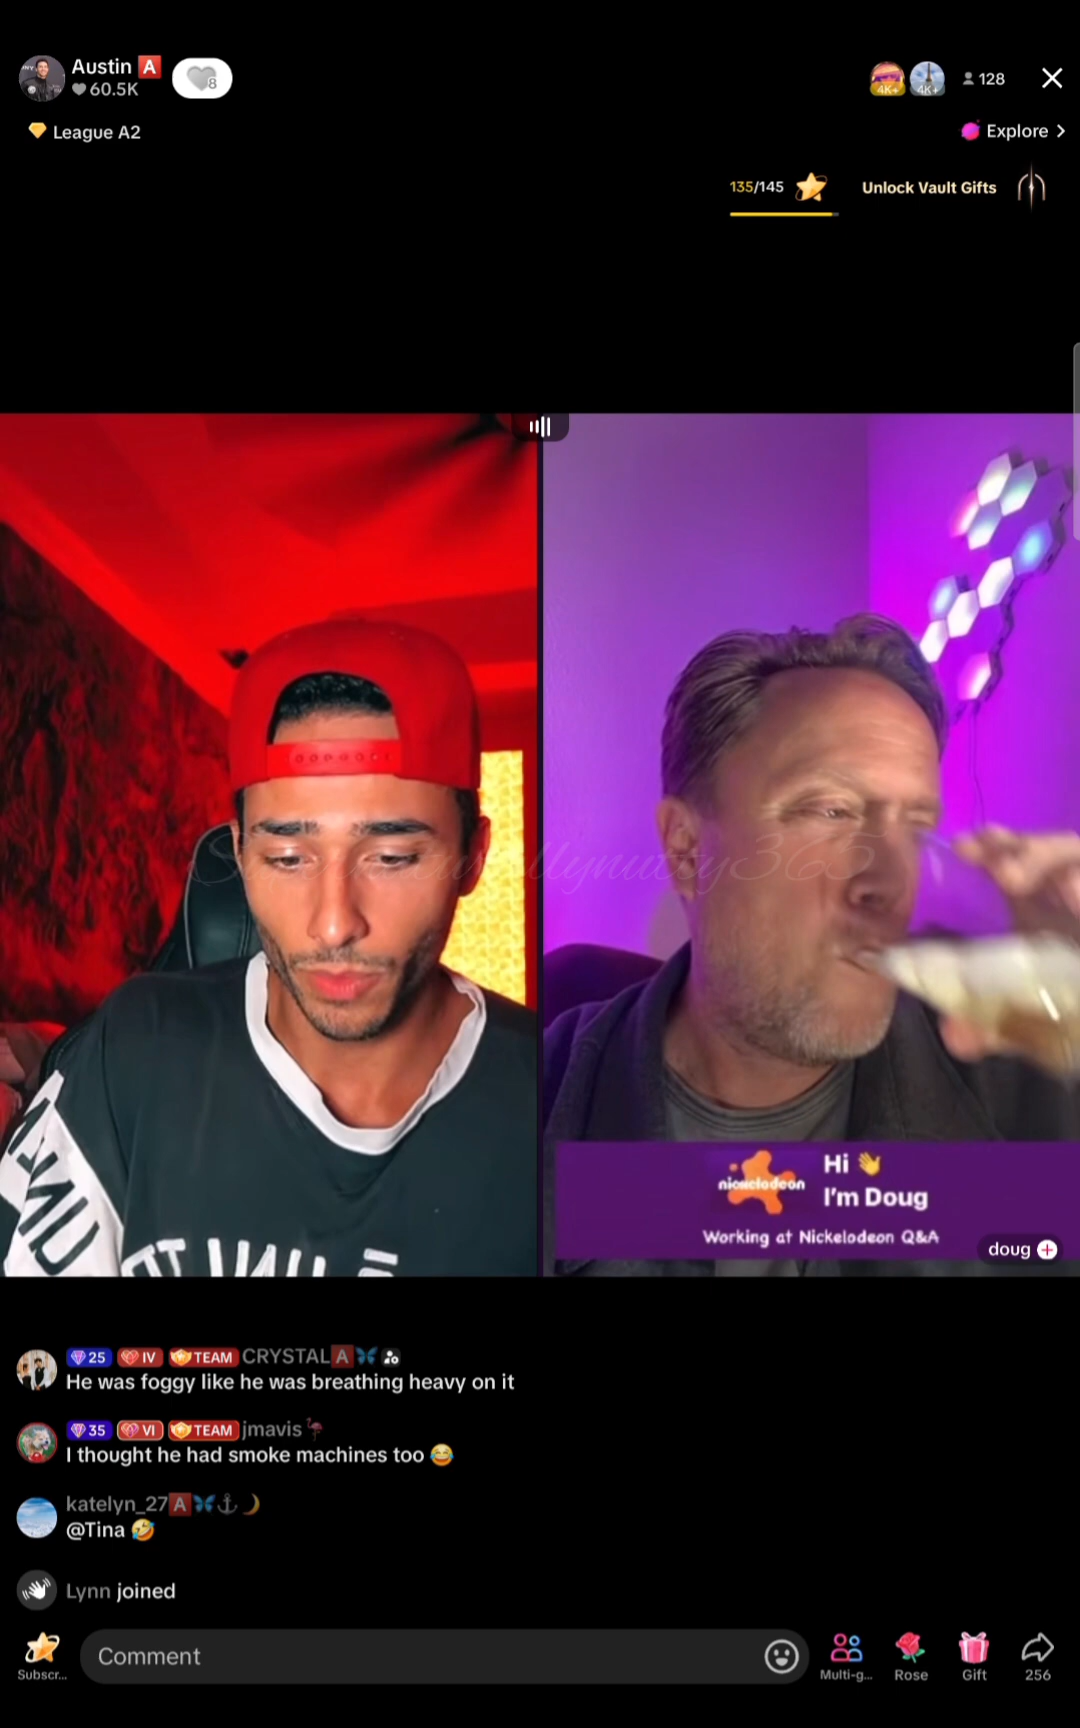 Austin A
60.5K
8
4K+
4K+
128
League A2
Explore >
135/145
Unlock Vault Gifts
nickelodeon
Hi 👋
I'm Doug
Working at Nickelodeon Q&A
doug +
25 IV TEAM CRYSTAL A 🦋
He was foggy like he was breathing heavy on it
35 VI TEAM jmavis 🦩
I thought he had smoke machines too 😂
katelyn_27 A 🦋⚓🌙
@Tina 🤣
Lynn joined
Subscr...
Comment
Multi-g...
Rose
Gift
256